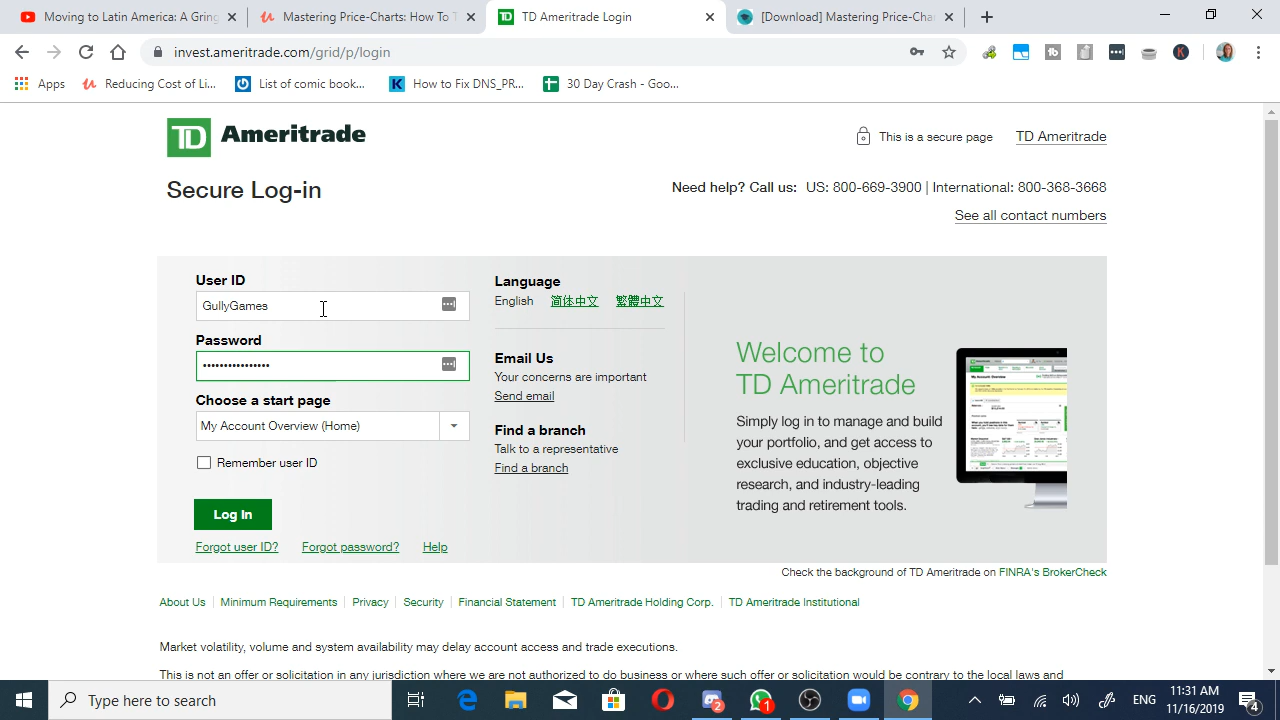 Moving to Latin America: A Gring
Mastering Price-Charts: How To T
TD Ameritrade Login
[Download] Mastering Price-Cha
invest.ameritrade.com/grid/p/login
Apps
Reducing Cost of Li...
List of comic book...
How to Fix DNS_PR...
30 Day Crash - Goo...
TD Ameritrade
This is a secure page
TD Ameritrade
Secure Log-in
Need help? Call us: US: 800-669-3900 | International: 800-368-3668
See all contact numbers
User ID
GullyGames
Password
••••••••••••••••
Choose a start page
My Account Overview (Home)
Remember user ID
Log In
Forgot user ID?
Forgot password?
Help
Language
English
简体中文
繁體中文
Email Us
Your experience important
Send email
Find a branch
Talk to a representative
Find a branch
Welcome to
TD Ameritrade
Simply log in to manage and build
your portfolio, and get access to
exclusive education, objective
research, and industry-leading
trading and retirement tools.
Check the background of TD Ameritrade on FINRA's BrokerCheck
About Us | Minimum Requirements | Privacy | Security | Financial Statement | TD Ameritrade Holding Corp. | TD Ameritrade Institutional
Market volatility, volume and system availability may delay account access and trade executions.
This is not an offer or solicitation in any jurisdiction where we are not authorized to do business or where such offer or solicitation would be contrary to the local laws and
Type here to search
2
1
ENG
11:31 AM
11/16/2019
4